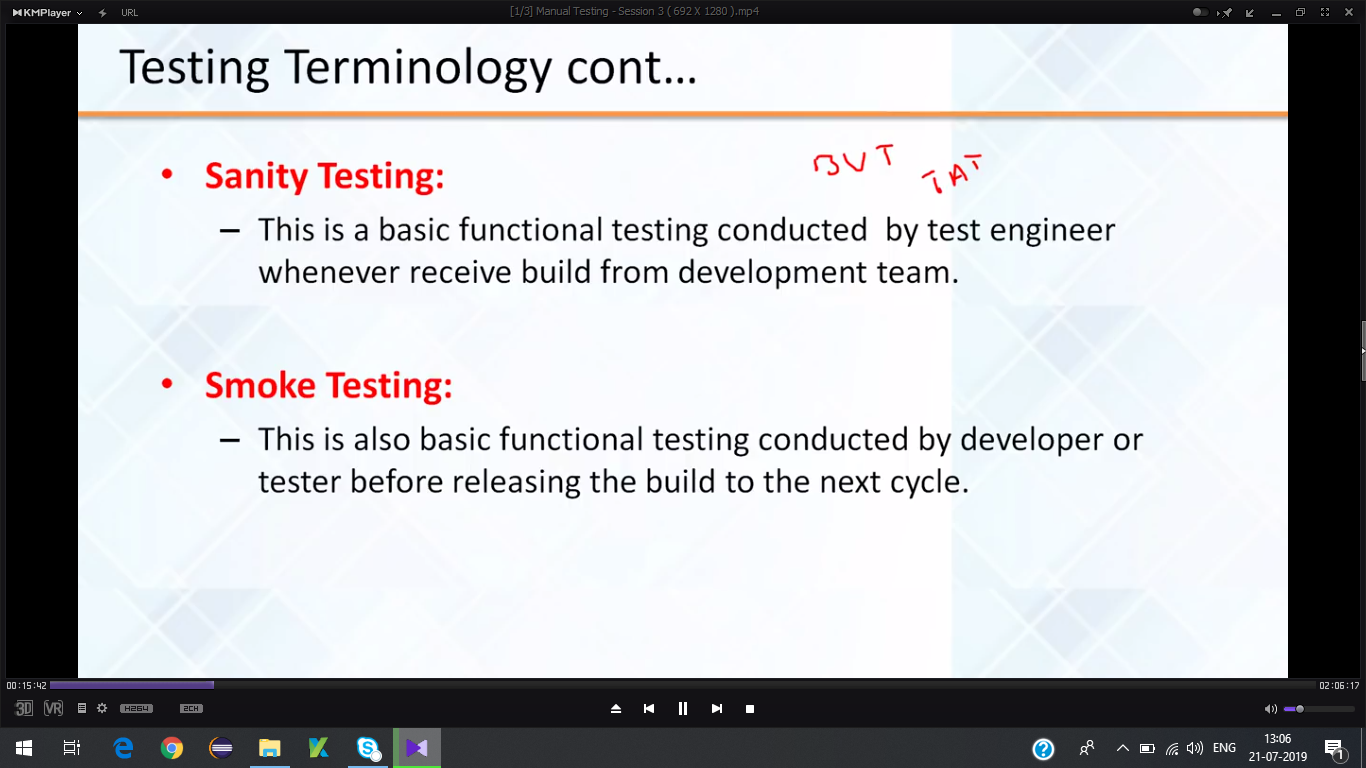 KMPlayer
URL
[1/3] Manual Testing - Session 3 ( 692 X 1280 ).mp4
Testing Terminology cont...
BVT
TAT
• Sanity Testing:
– This is a basic functional testing conducted by test engineer
whenever receive build from development team.
• Smoke Testing:
– This is also basic functional testing conducted by developer or
tester before releasing the build to the next cycle.
00:15:42
02:06:17
3D
VR
H264
2CH
ENG
13:06
21-07-2019
1